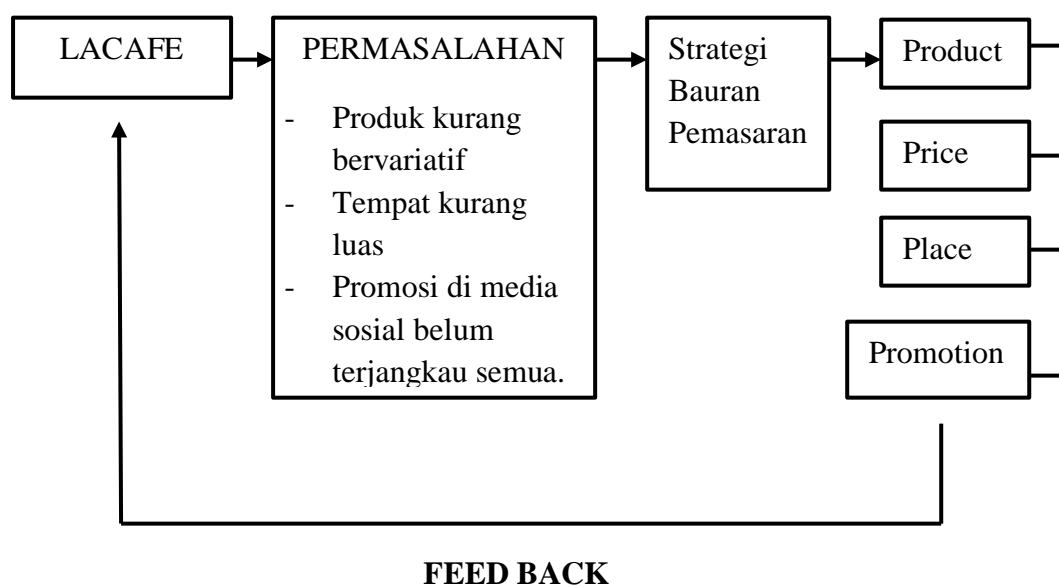 LACAFE
PERMASALAHAN
- Produk kurang
bervariatif
- Tempat kurang
luas
- Promosi di media
sosial belum
terjangkau semua.
Strategi
Bauran
Pemasaran
Product
Price
Place
Promotion
FEED BACK